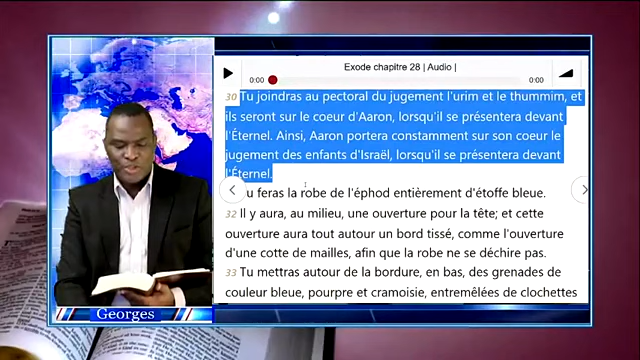 Exode chapitre 28 | Audio |
0:00
0:00
30 Tu joindras au pectoral du jugement l'urim et le thummim, et
ils seront sur le coeur d'Aaron, lorsqu'il se présentera devant
l'Éternel. Ainsi, Aaron portera constamment sur son coeur le
jugement des enfants d'Israël, lorsqu'il se présentera devant
l'Éternel.
u feras la robe de l'éphod entièrement d'étoffe bleue.
32 Il y aura, au milieu, une ouverture pour la tête; et cette
ouverture aura tout autour un bord tissé, comme l'ouverture
d'une cotte de mailles, afin que la robe ne se déchire pas.
33 Tu mettras autour de la bordure, en bas, des grenades de
couleur bleue, pourpre et cramoisie, entremêlées de clochettes
Georges